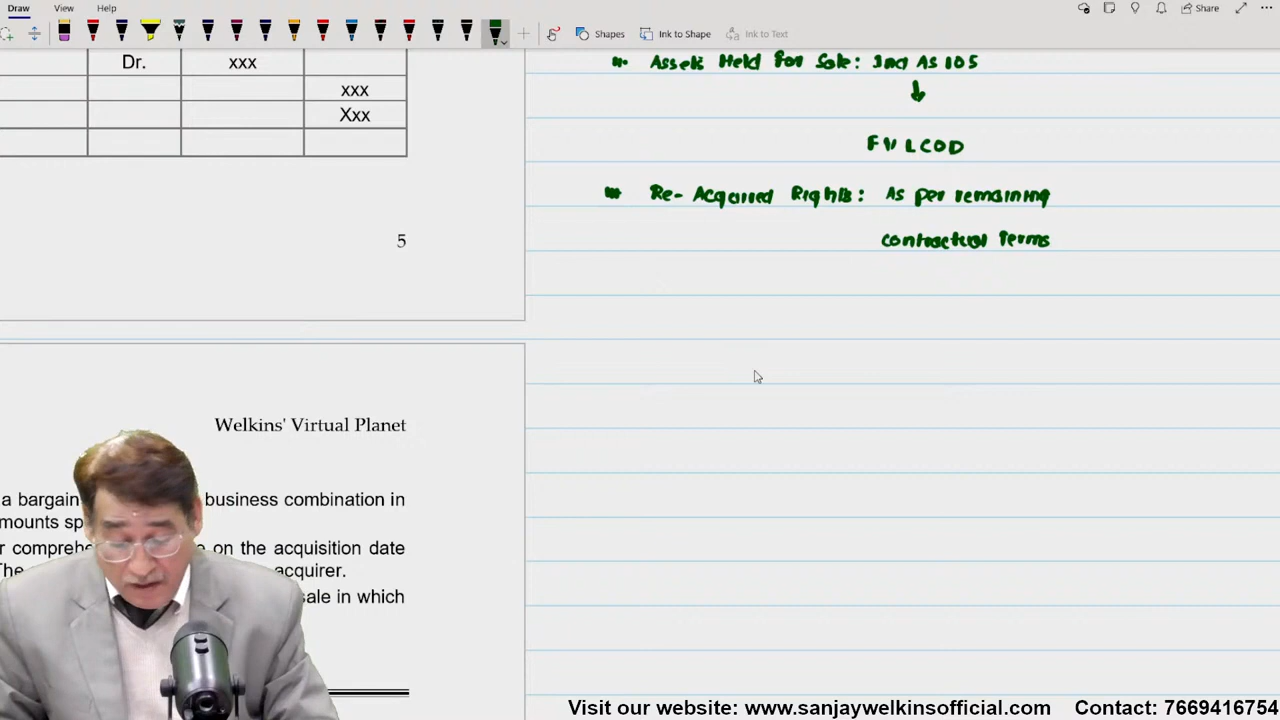 Draw View Help
Share
Shapes Ink to Shape Ink to Text
Dr. xxx
xxx
Xxx
5
Assets Held For Sale: Ind AS 105
FVLCOD
Re-Acquired Rights: As per remaining
contractual Terms
Welkins' Virtual Planet
a bargain business combination in
mounts sp
r comprehe on the acquisition date
The acquirer.
sale in which
Visit our website: www.sanjaywelkinsofficial.com Contact: 7669416754